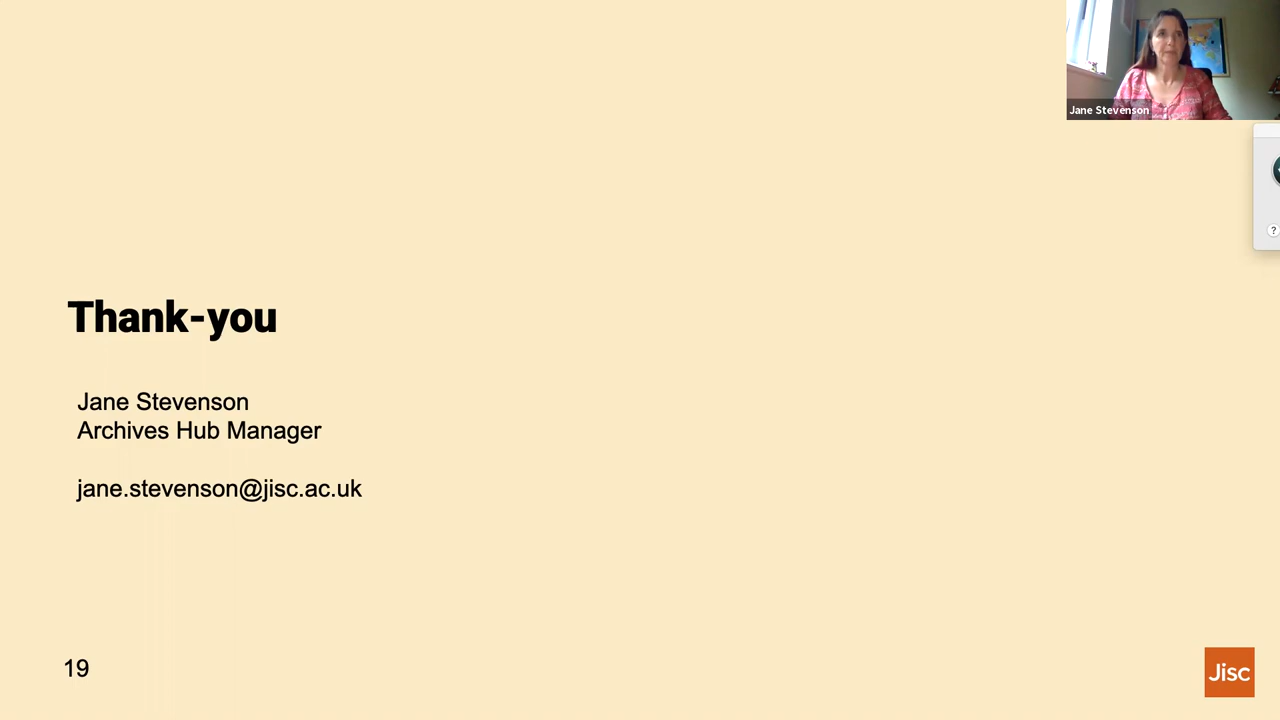 Jane Stevenson
?
Thank-you
Jane Stevenson
Archives Hub Manager
jane.stevenson@jisc.ac.uk
19
Jisc